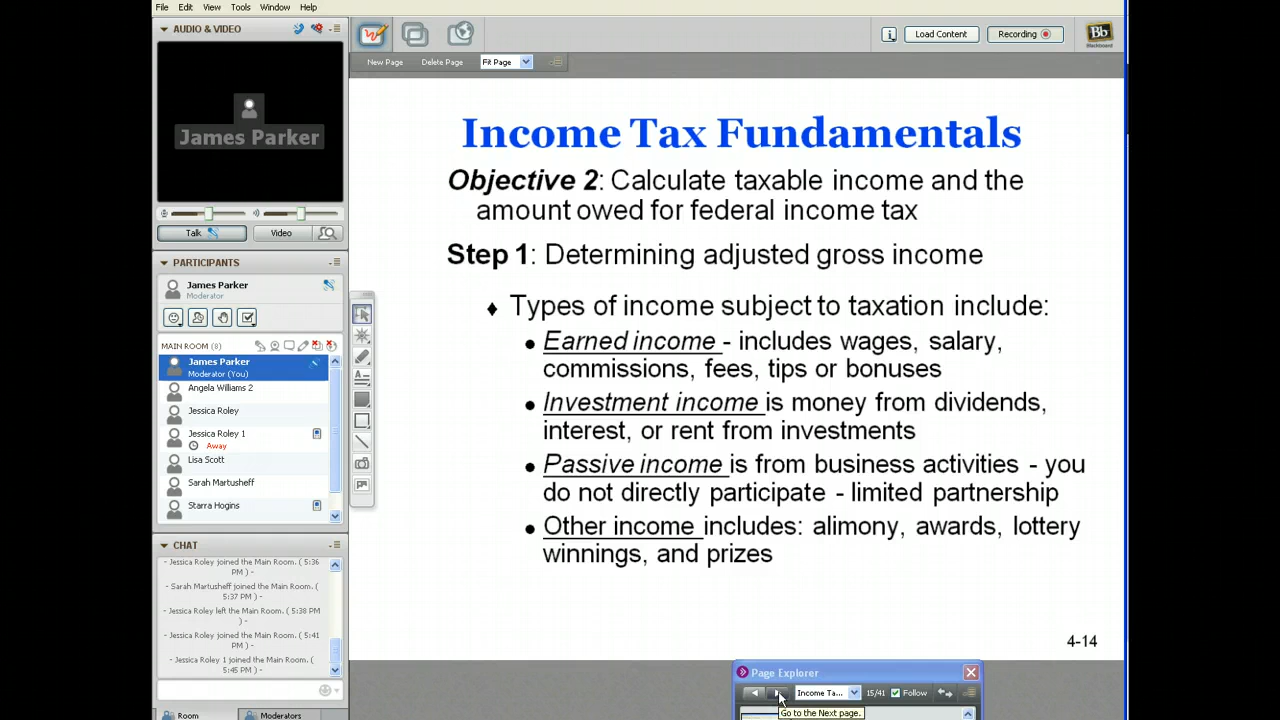 File Edit View Tools Window Help
AUDIO & VIDEO
James Parker
Talk Video
PARTICIPANTS
James Parker
Moderator
MAIN ROOM (8)
James Parker
Moderator (You)
Angela Williams 2
Jessica Roley
Jessica Roley 1
Away
Lisa Scott
Sarah Martusheff
Starra Hogins
CHAT
- Jessica Roley joined the Main Room. ( 5:36
PM ) -
- Sarah Martusheff joined the Main Room. (
5:37 PM ) -
- Jessica Roley left the Main Room. ( 5:38 PM
) -
- Jessica Roley joined the Main Room. ( 5:41
PM ) -
- Jessica Roley 1 joined the Main Room. (
5:45 PM ) -
Room Moderators
Load Content Recording
Bb
Blackboard
New Page Delete Page Fit Page
Income Tax Fundamentals
Objective 2: Calculate taxable income and the
amount owed for federal income tax
Step 1: Determining adjusted gross income
♦ Types of income subject to taxation include:
• Earned income - includes wages, salary,
commissions, fees, tips or bonuses
• Investment income is money from dividends,
interest, or rent from investments
• Passive income is from business activities - you
do not directly participate - limited partnership
• Other income includes: alimony, awards, lottery
winnings, and prizes
4-14
Page Explorer
Income Ta... 15/41 Follow
Go to the Next page.